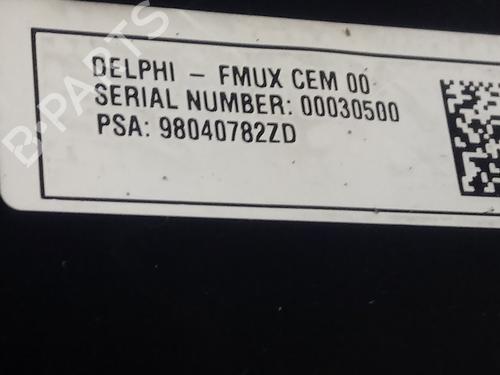 B-PARTS
DELPHI - FMUX CEM 00
SERIAL NUMBER: 00030500
PSA: 98040782ZD